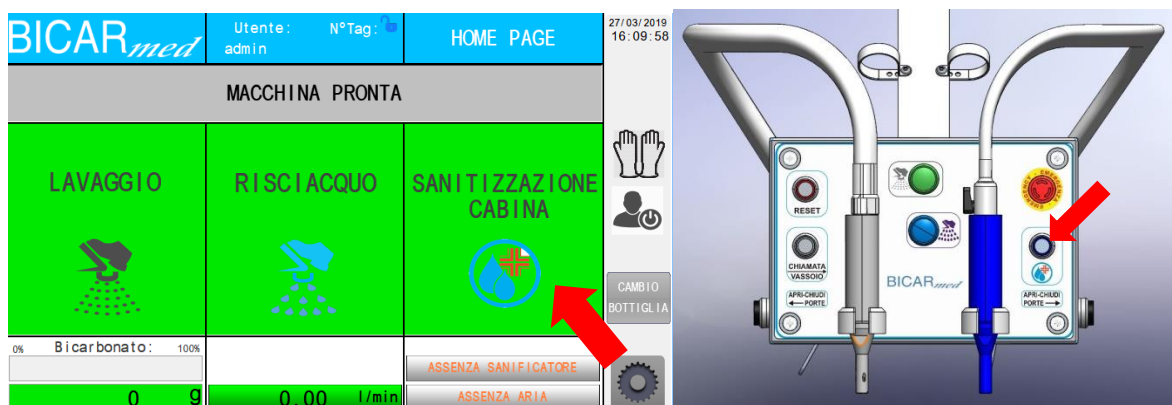 BICARmed
Utente: N°Tag:
admin
HOME PAGE
27/03/2019
16:09:58
MACCHINA PRONTA
LAVAGGIO
RISCIACQUO
SANITIZZAZIONE
CABINA
CAMBIO
BOTTIGLIA
0% Bicarbonato: 100%
0 g
0.00 l/min
ASSENZA SANIFICATORE
ASSENZA ARIA
RESET
CHIAMATA
VASSOIO
APRI-CHIUDI
PORTE
BICARmed
EMERGENCY - EMERGENZA
APRI-CHIUDI
PORTE